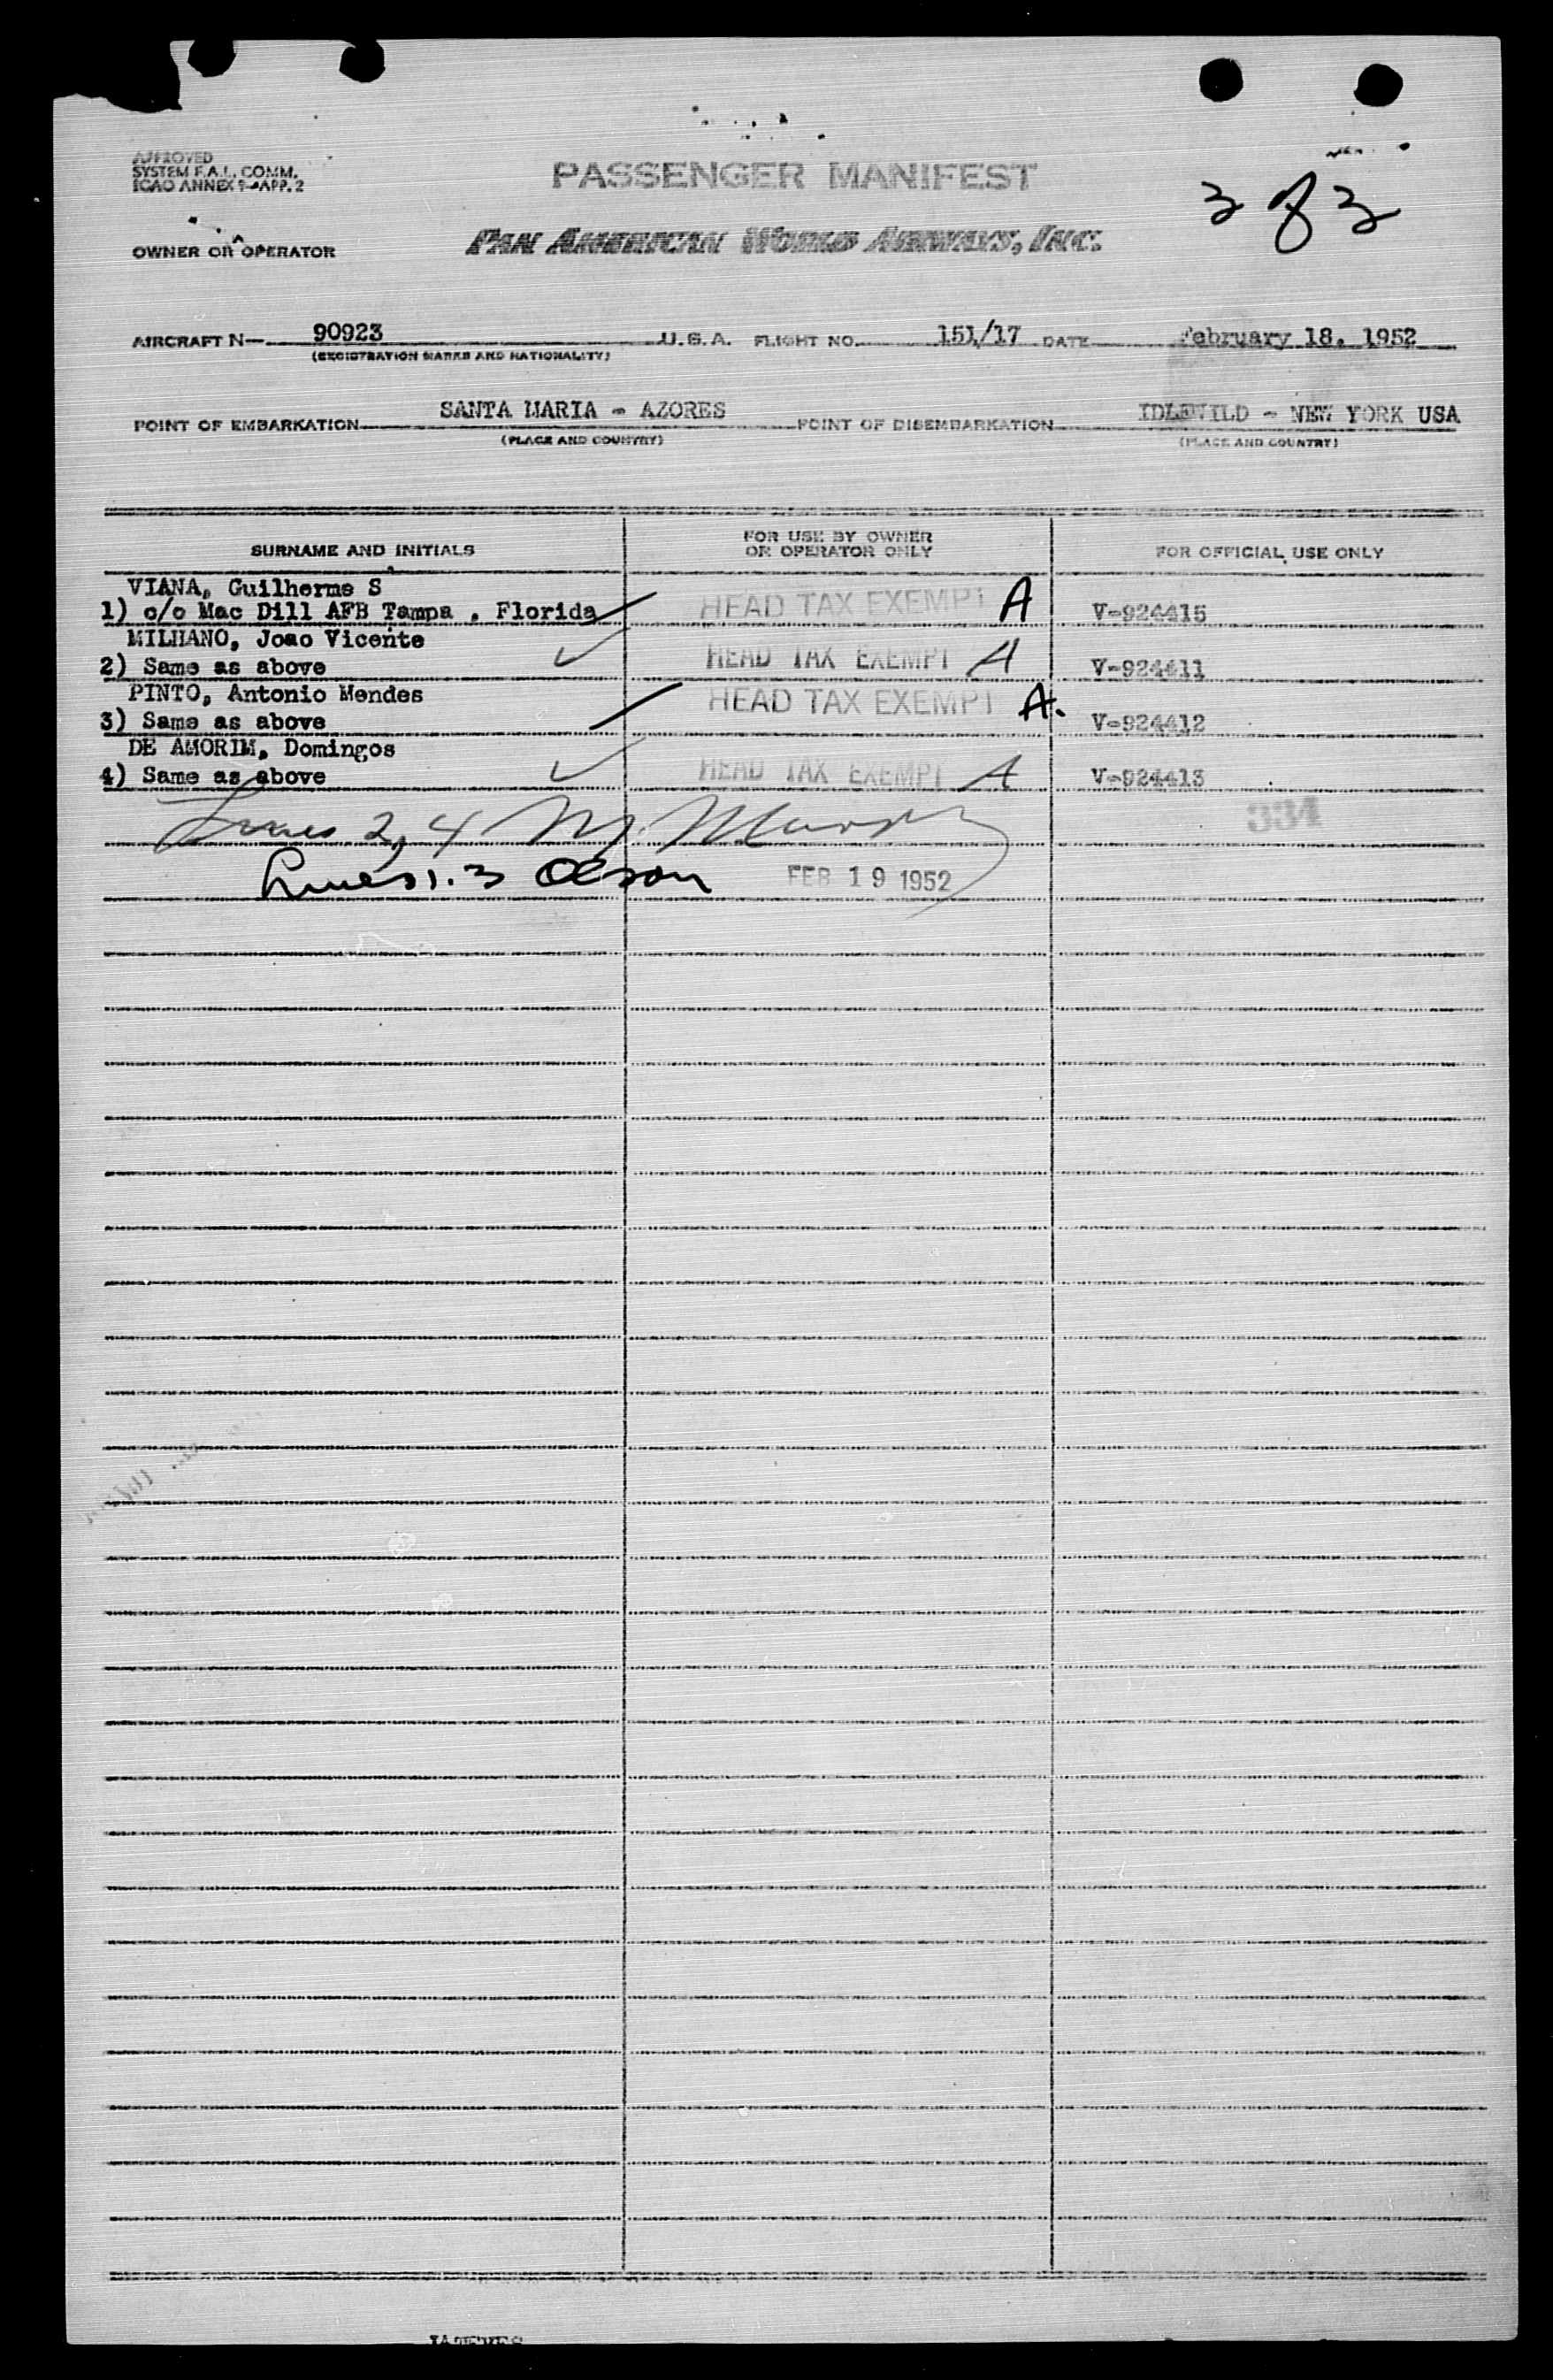 APPROVED
SYSTEM F.A.L. COMM.
ICAO ANNEX 9-APP. 2
PASSENGER MANIFEST
3 of 3
OWNER OR OPERATOR
PAN AMERICAN WORLD AIRWAYS, INC.
AIRCRAFT N— 90923 U.S.A. FLIGHT NO. 151/17 DATE February 18, 1952
(REGISTRATION MARKS AND NATIONALITY)
POINT OF EMBARKATION SANTA MARIA - AZORES POINT OF DISEMBARKATION IDLEWILD - NEW YORK USA
(PLACE AND COUNTRY) (PLACE AND COUNTRY)
SURNAME AND INITIALS FOR USE BY OWNER OR OPERATOR ONLY FOR OFFICIAL USE ONLY
VIANA, Guilherme S
1) c/o Mac Dill AFB Tampa , Florida HEAD TAX EXEMPT A V-924415
MILHANO, Joao Vicente
2) Same as above HEAD TAX EXEMPT A V-924411
PINTO, Antonio Mendes
3) Same as above HEAD TAX EXEMPT A. V-924412
DE AMORIM, Domingos
4) Same as above HEAD TAX EXEMPT A V-924413
334
Lines 2, 4 M. Murphy
Lines 1.3 Olson FEB 19 1952